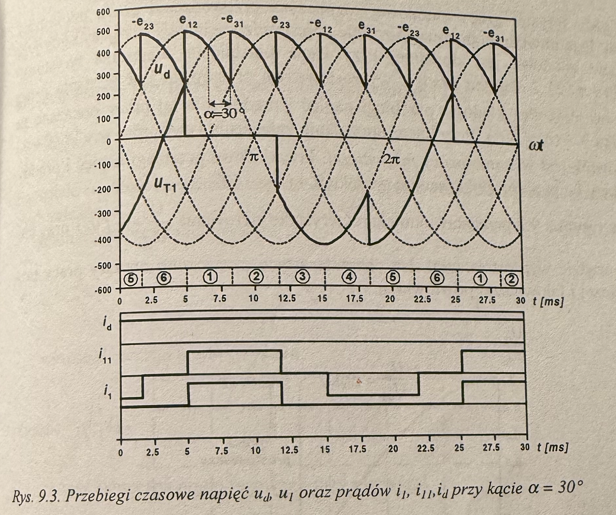 -e23 e12 -e31 e23 -e12 e31 -e23 e12 -e31
600
500
400
300
200
100
0
-100
-200
-300
-400
-500
-600
ud
α=30°
π
2π
ωt
uT1
5 6 1 2 3 4 5 6 1 2
0 2.5 5 7.5 10 12.5 15 17.5 20 22.5 25 27.5 30 t [ms]
id
i11
i1
0 2.5 5 7.5 10 12.5 15 17.5 20 22.5 25 27.5 30 t [ms]
Rys. 9.3. Przebiegi czasowe napięć ud, u1 oraz prądów i1, i11,id przy kącie α = 30°